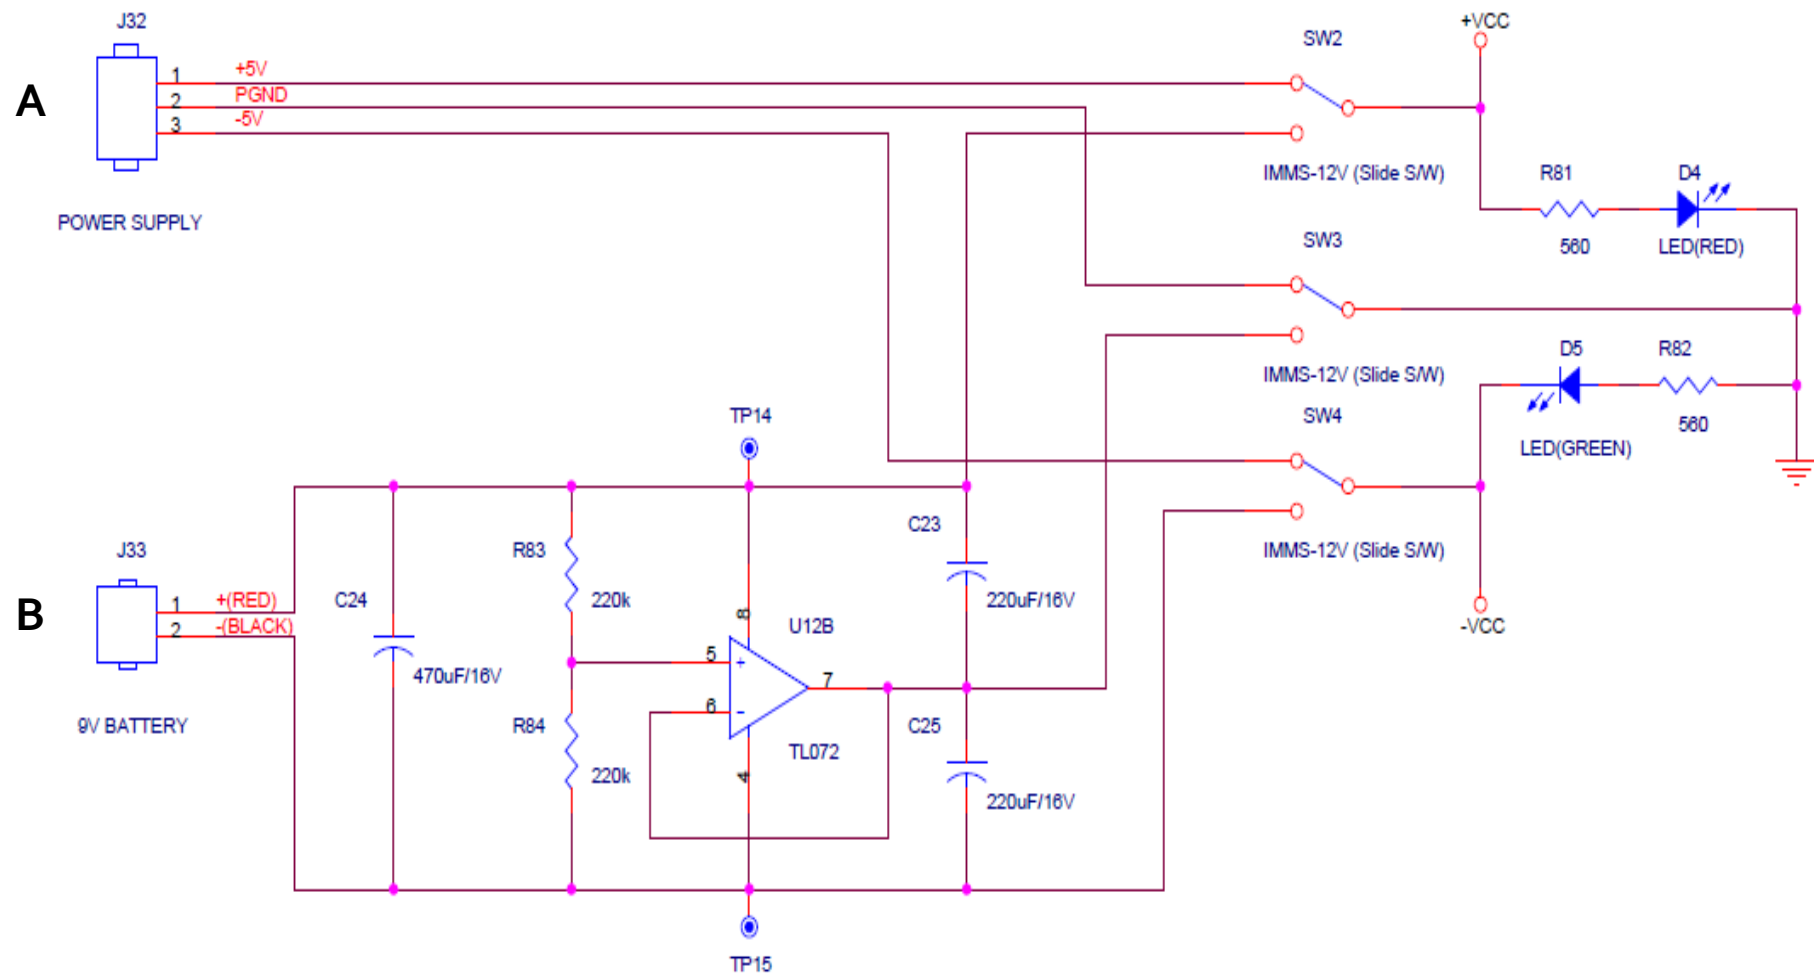 J32
+VCC
SW2
A
1
+5V
2
PGND
3
-5V
IMMS-12V (Slide S/W)
R81
D4
POWER SUPPLY
560
LED(RED)
SW3
IMMS-12V (Slide S/W)
D5
R82
TP14
SW4
560
LED(GREEN)
C23
J33
R83
IMMS-12V (Slide S/W)
B
1
+(RED)
2
-(BLACK)
C24
220k
8
U12B
220uF/16V
-VCC
5
+
470uF/16V
7
6
-
9V BATTERY
R84
C25
TL072
4
220k
220uF/16V
TP15